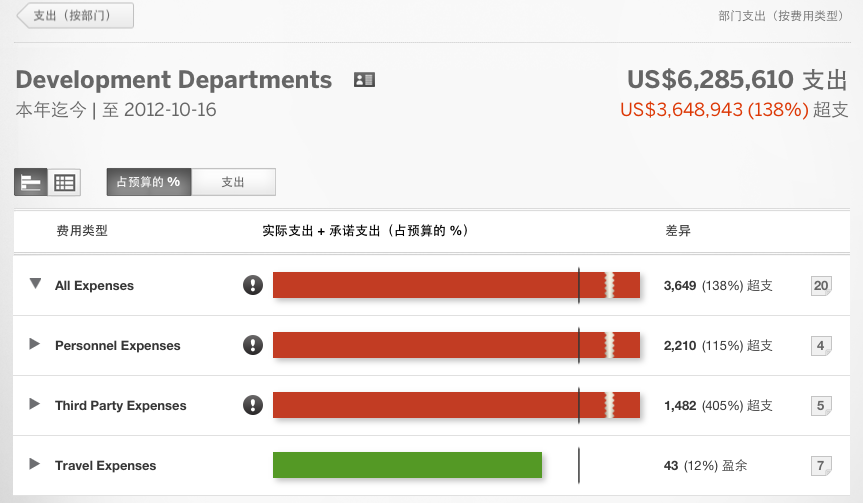 支出（按部门）
部门支出（按费用类型）
Development Departments
US$6,285,610 支出
本年迄今 | 至 2012-10-16
US$3,648,943 (138%) 超支
占预算的 %
支出
费用类型
实际支出 + 承诺支出（占预算的 %）
差异
All Expenses
3,649 (138%) 超支
20
Personnel Expenses
2,210 (115%) 超支
4
Third Party Expenses
1,482 (405%) 超支
5
Travel Expenses
43 (12%) 盈余
7